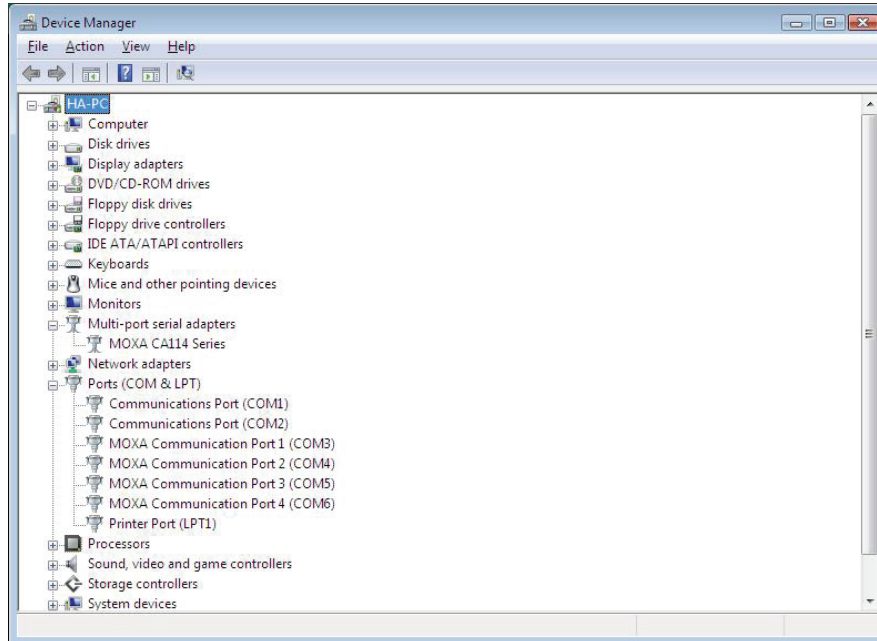 Device Manager
File Action View Help
HA-PC
Computer
Disk drives
Display adapters
DVD/CD-ROM drives
Floppy disk drives
Floppy drive controllers
IDE ATA/ATAPI controllers
Keyboards
Mice and other pointing devices
Monitors
Multi-port serial adapters
MOXA CA114 Series
Network adapters
Ports (COM & LPT)
Communications Port (COM1)
Communications Port (COM2)
MOXA Communication Port 1 (COM3)
MOXA Communication Port 2 (COM4)
MOXA Communication Port 3 (COM5)
MOXA Communication Port 4 (COM6)
Printer Port (LPT1)
Processors
Sound, video and game controllers
Storage controllers
System devices